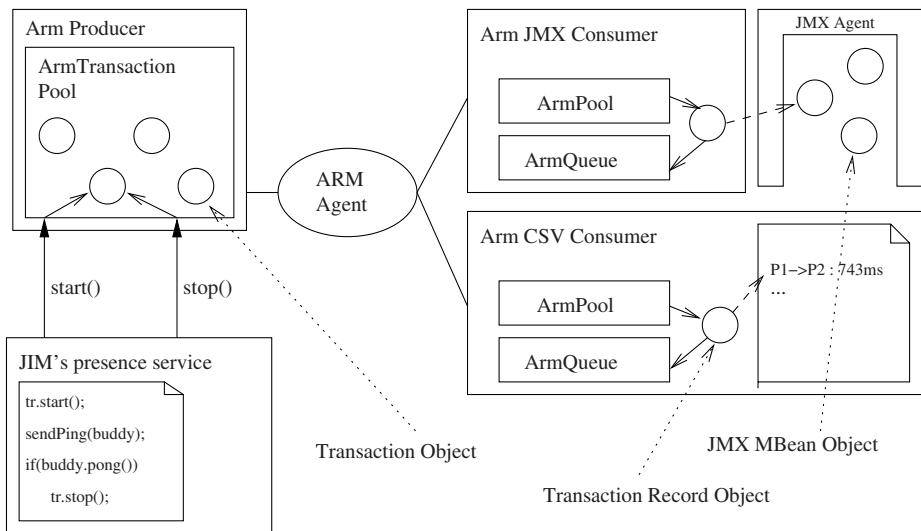 Arm Producer
ArmTransaction
Pool
start()
stop()
JIM's presence service
tr.start();
sendPing(buddy);
if(buddy.pong())
tr.stop();
ARM
Agent
Transaction Object
Arm JMX Consumer
ArmPool
ArmQueue
JMX Agent
Arm CSV Consumer
ArmPool
ArmQueue
P1->P2 : 743ms
...
JMX MBean Object
Transaction Record Object